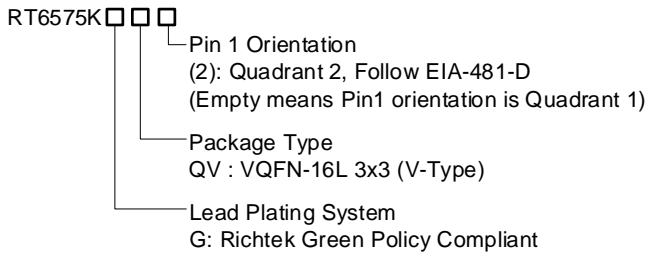 RT6575K□□□
Pin 1 Orientation
(2): Quadrant 2, Follow EIA-481-D
(Empty means Pin1 orientation is Quadrant 1)
Package Type
QV : VQFN-16L 3x3 (V-Type)
Lead Plating System
G: Richtek Green Policy Compliant